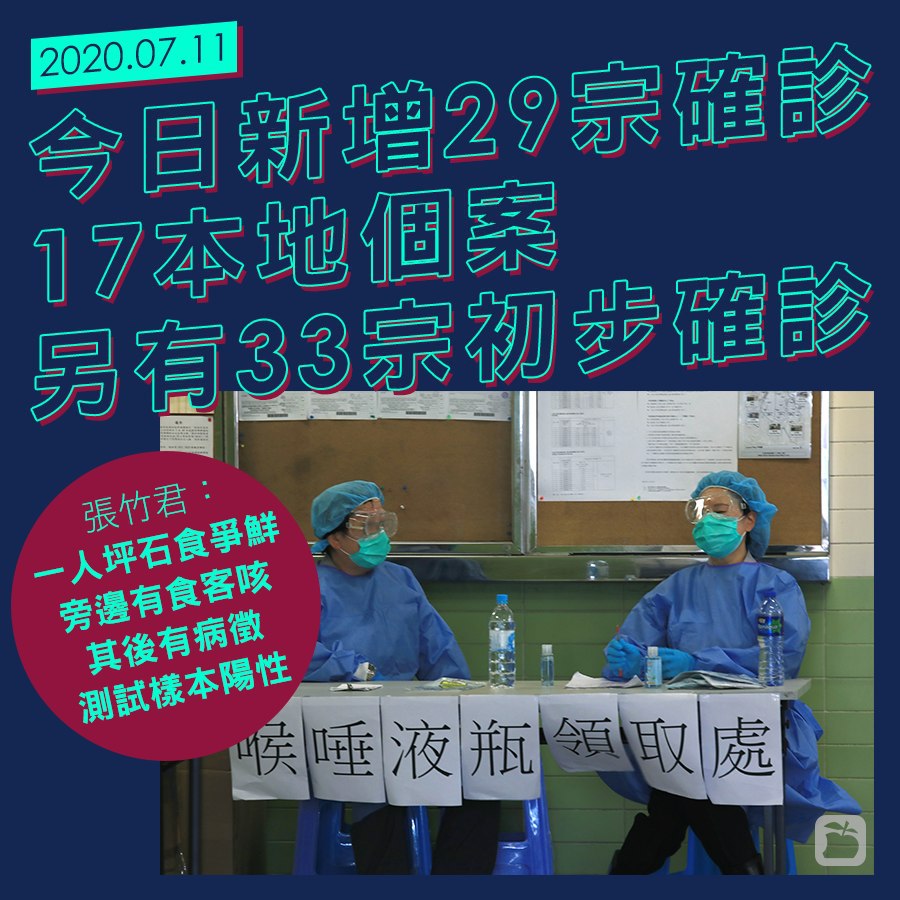 2020.07.11
今日新增29宗確診
17本地個案
另有33宗初步確診
張竹君：
一人坪石食爭鮮
旁邊有食客咳
其後有病徵
測試樣本陽性
喉唾液瓶領取處